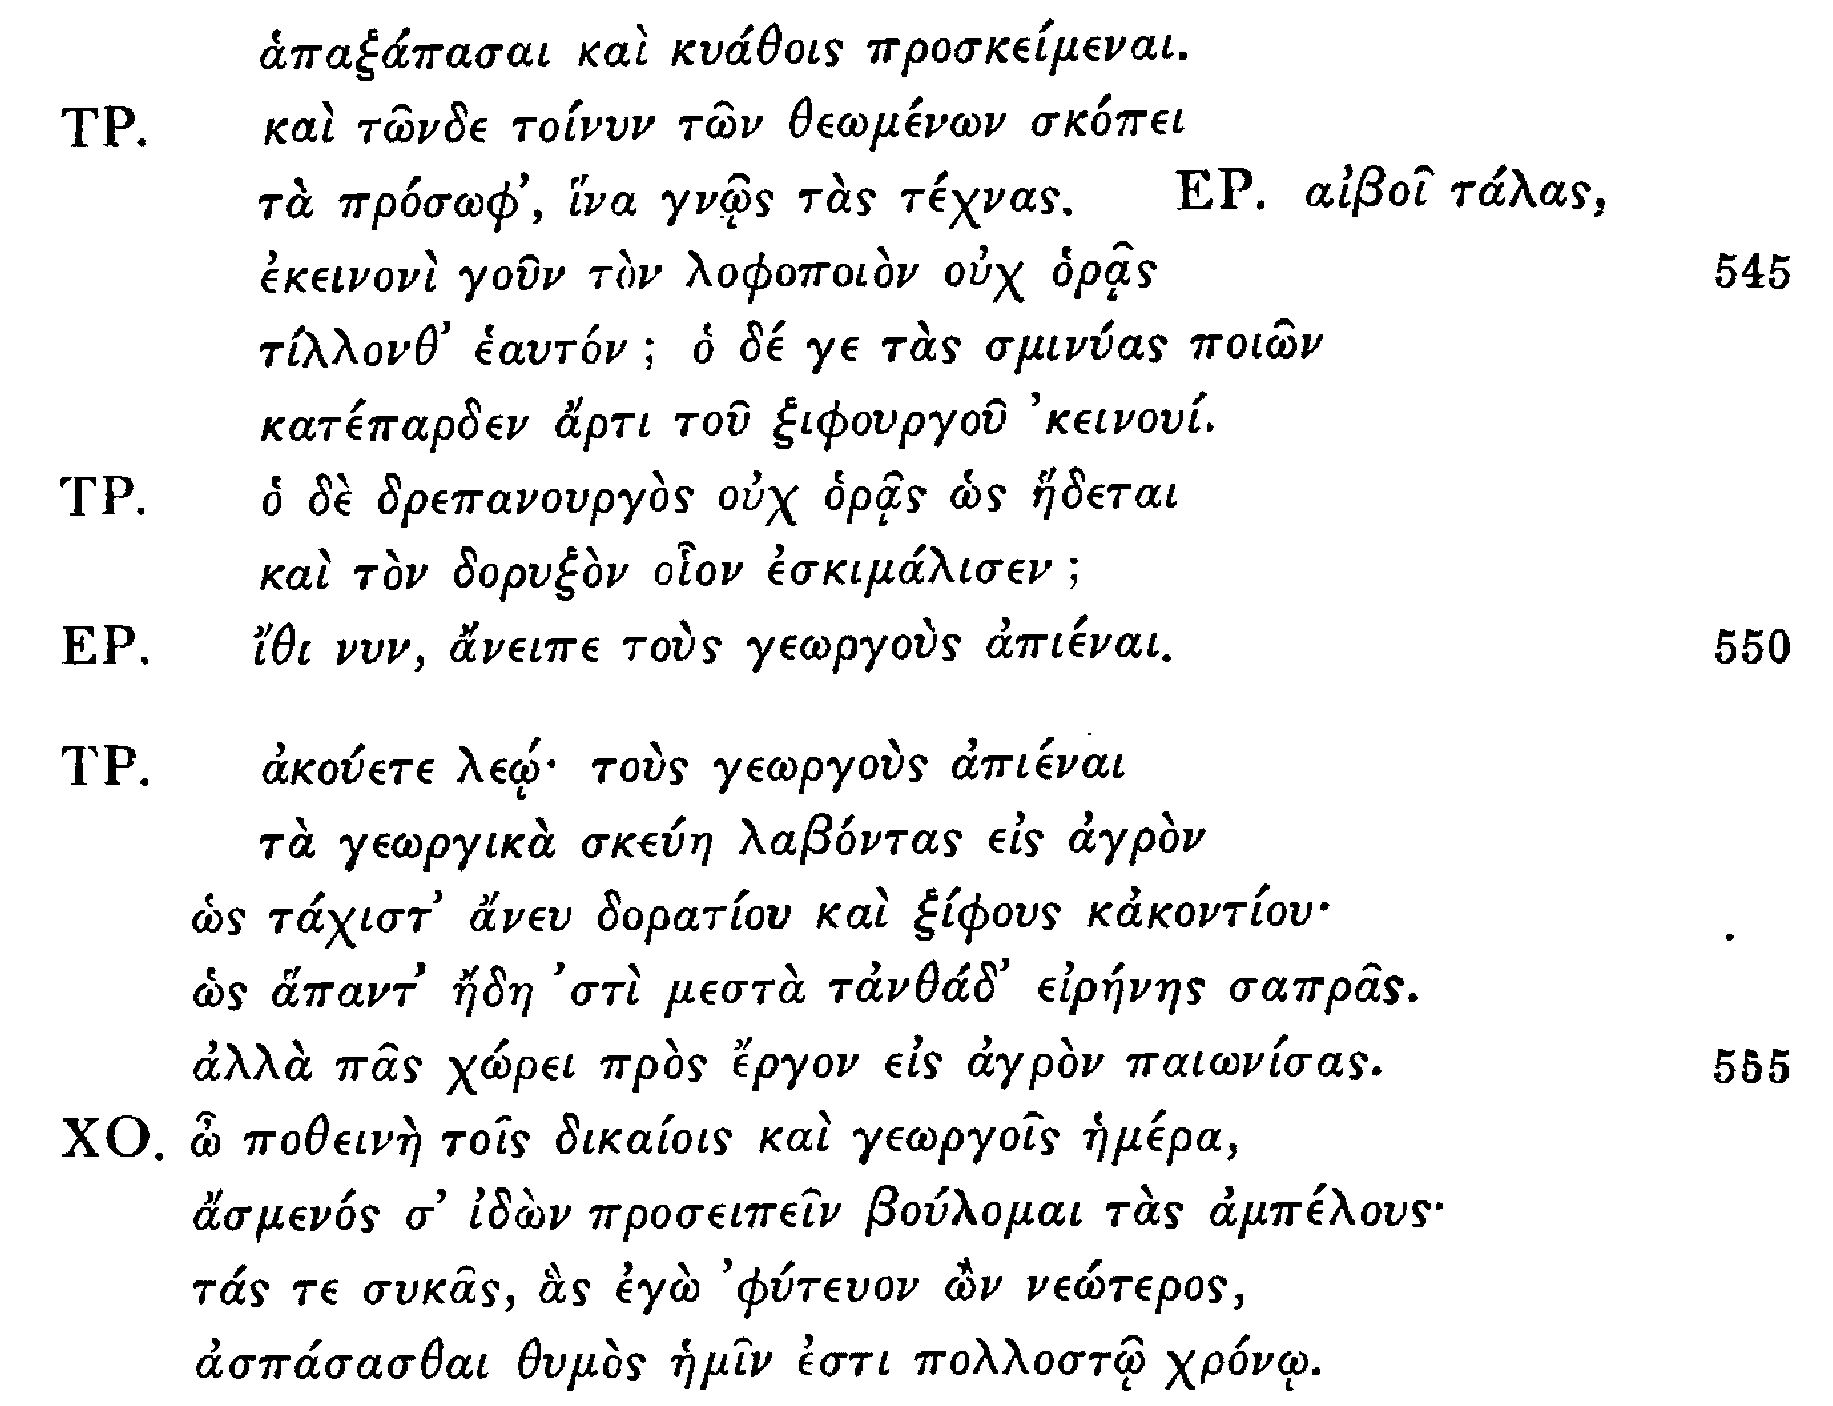 ἁπαξάπασαι καὶ κυάθοις προσκείμεναι.
ΤΡ. καὶ τῶνδε τοίνυν τῶν θεωμένων σκόπει
τὰ πρόσωφ’, ἵνα γνῷς τὰς τέχνας. ΕΡ. αἰβοῖ τάλας,
ἐκεινονὶ γοῦν τὸν λοφοποιὸν οὐχ ὁρᾷς 545
τίλλονθ’ ἑαυτόν; ὁ δέ γε τὰς σμινύας ποιῶν
κατέπαρδεν ἄρτι τοῦ ξιφουργοῦ ’κεινουί.
ΤΡ. ὁ δὲ δρεπανουργὸς οὐχ ὁρᾷς ὡς ἥδεται
καὶ τὸν δορυξὸν οἷον ἐσκιμάλισεν;
ΕΡ. ἴθι νυν, ἄνειπε τοὺς γεωργοὺς ἀπιέναι. 550
ΤΡ. ἀκούετε λεῴ· τοὺς γεωργοὺς ἀπιέναι
τὰ γεωργικὰ σκεύη λαβόντας εἰς ἀγρὸν
ὡς τάχιστ’ ἄνευ δορατίου καὶ ξίφους κἀκοντίου·
ὡς ἅπαντ’ ἤδη ’στὶ μεστὰ τἀνθάδ’ εἰρήνης σαπρᾶς.
ἀλλὰ πᾶς χώρει πρὸς ἔργον εἰς ἀγρὸν παιωνίσας. 555
ΧΟ. ὦ ποθεινὴ τοῖς δικαίοις καὶ γεωργοῖς ἡμέρα,
ἄσμενός σ’ ἰδὼν προσειπεῖν βούλομαι τὰς ἀμπέλους·
τάς τε συκᾶς, ἃς ἐγὼ ’φύτευον ὢν νεώτερος,
ἀσπάσασθαι θυμὸς ἡμῖν ἐστι πολλοστῷ χρόνῳ.